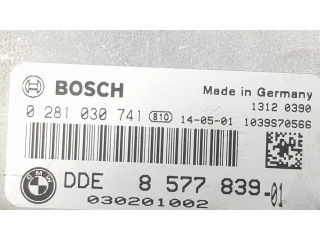 BOSCH
Made in Germany
1312 0390
0 281 030 741 810 14-05-01 1039S70566
BMW
DDE 8 577 839-01
030201002